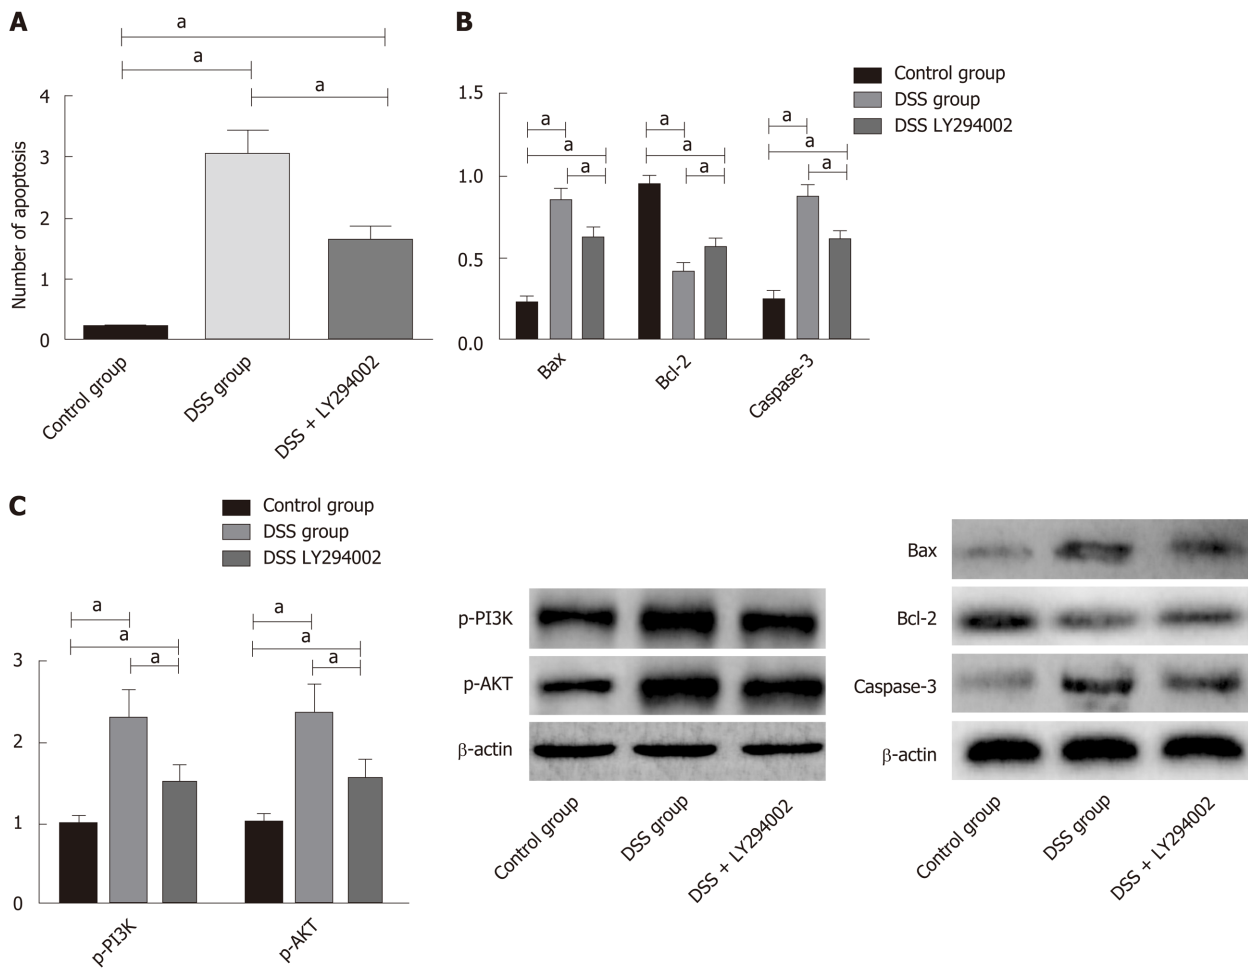 A
a
a
a
Number of apoptosis
4
3
2
1
0
Control group
DSS group
DSS + LY294002
B
Control group
DSS group
DSS LY294002
1.5
1.0
0.5
0.0
a
a
a
a
a
a
a
a
a
Bax
Bcl-2
Caspase-3
C
Control group
DSS group
DSS LY294002
3
2
1
0
a
a
a
a
a
a
p-PI3K
p-AKT
p-PI3K
p-AKT
β-actin
Control group
DSS group
DSS + LY294002
Bax
Bcl-2
Caspase-3
β-actin
Control group
DSS group
DSS + LY294002